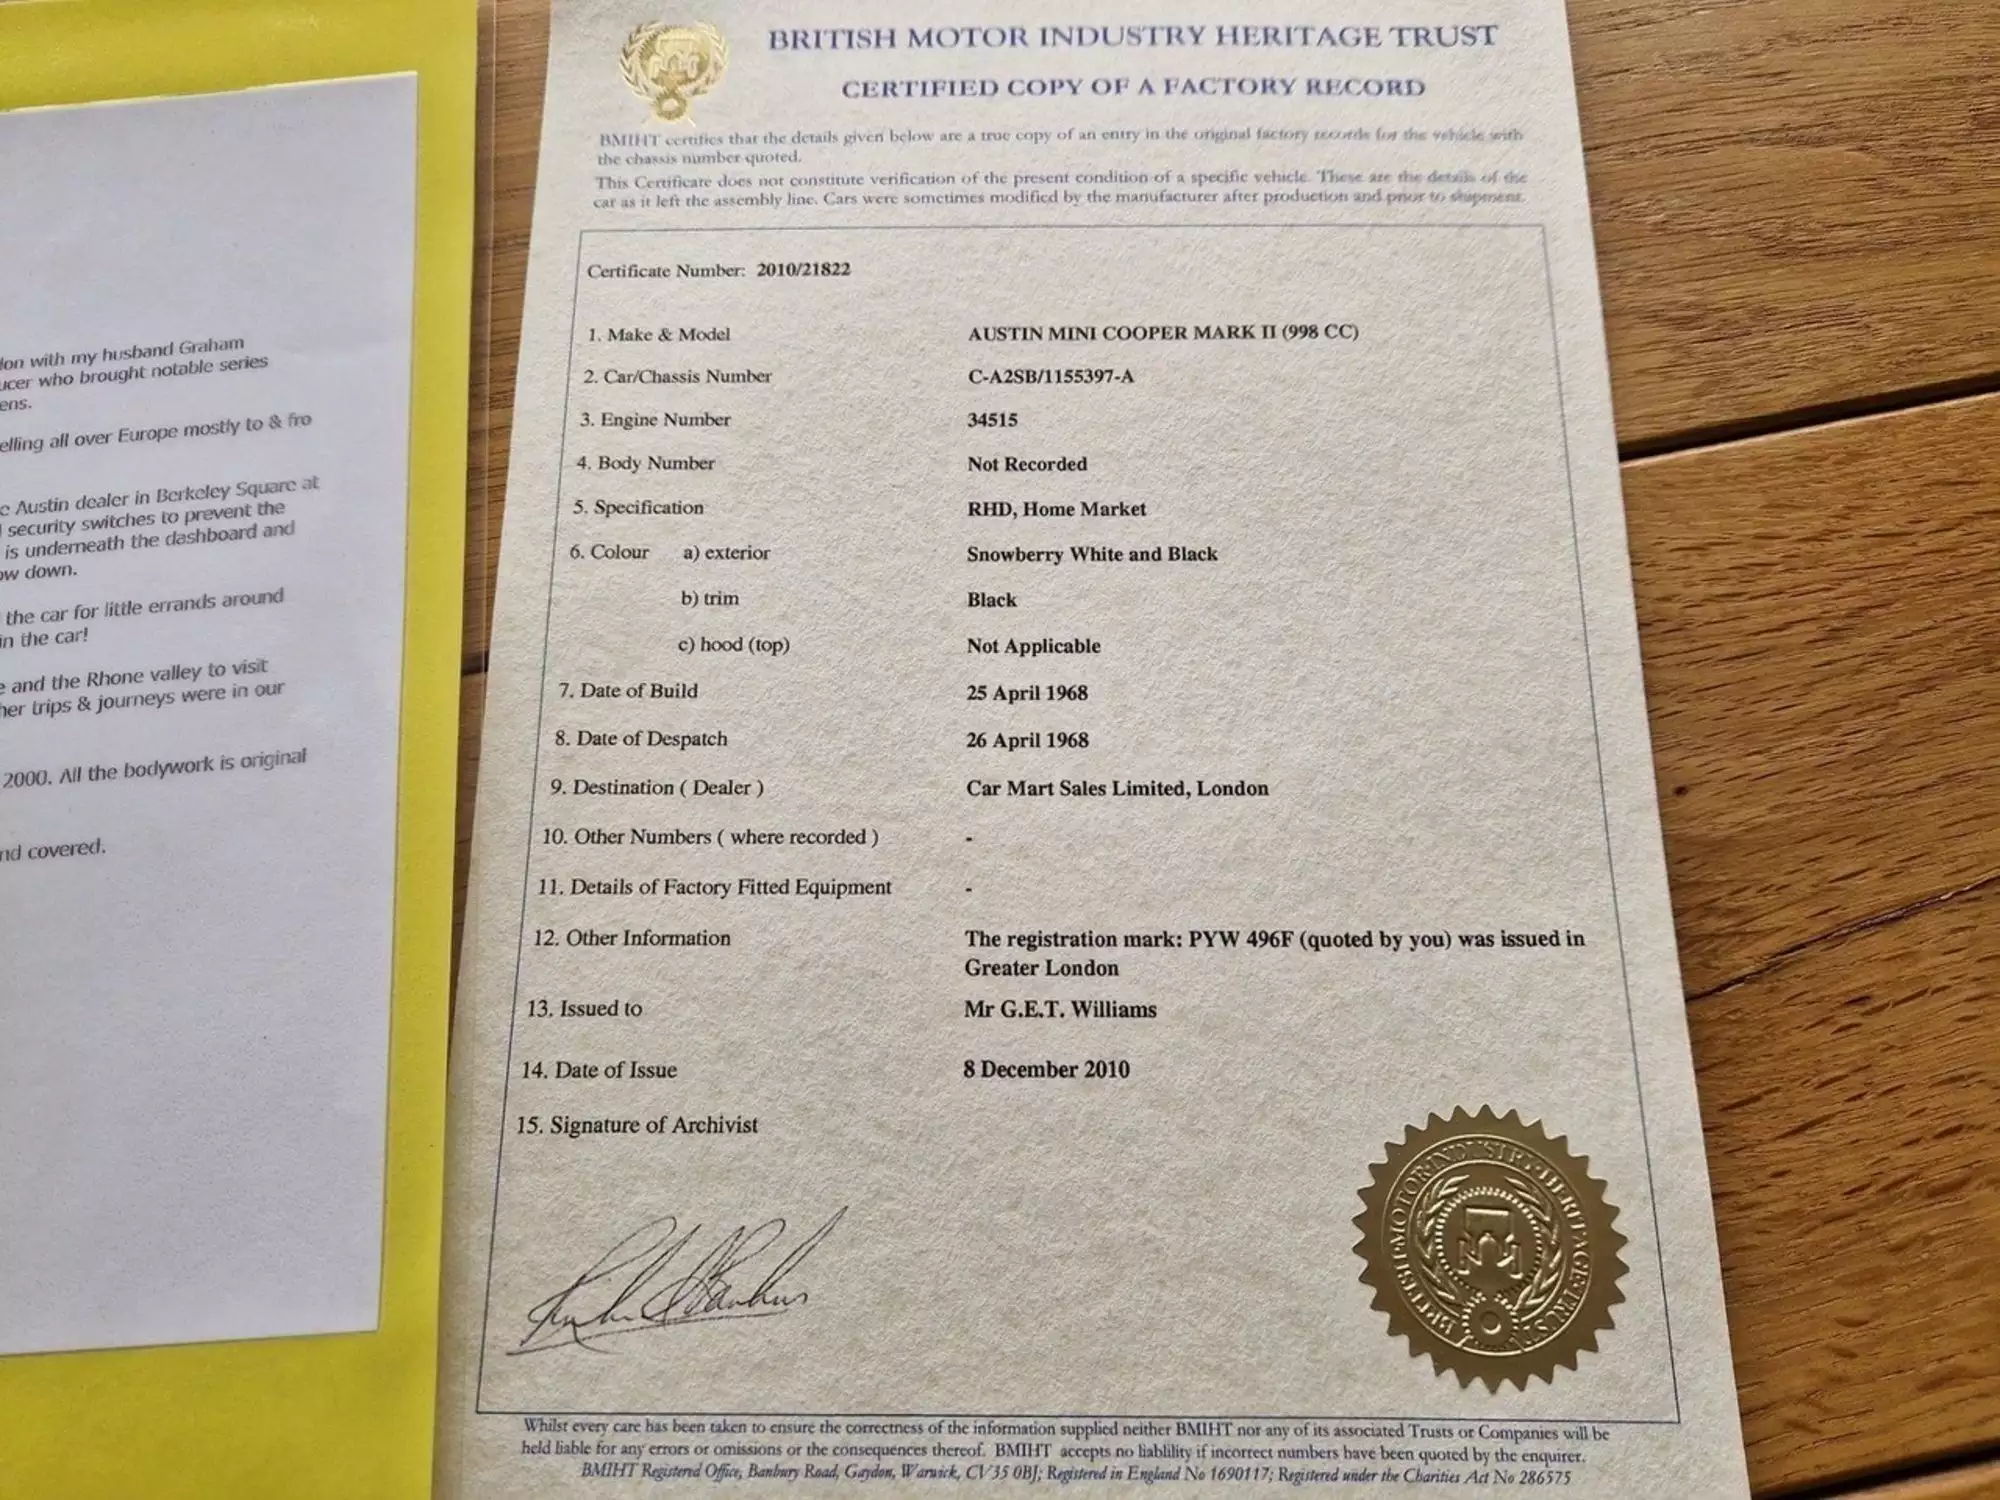 lon with my husband Graham
ucer who brought notable series
ens.
elling all over Europe mostly to & fro
c Austin dealer in Berkeley Square at
security switches to prevent the
is underneath the dashboard and
ow down.
the car for little errands around
in the car!
e and the Rhone valley to visit
her trips & journeys were in our
2000. All the bodywork is original
nd covered.
BRITISH MOTOR INDUSTRY HERITAGE TRUST
CERTIFIED COPY OF A FACTORY RECORD
BMIHT certifies that the details given below are a true copy of an entry in the original factory records for the vehicle with
the chassis number quoted.
This Certificate does not constitute verification of the present condition of a specific vehicle. These are the details of the
car as it left the assembly line. Cars were sometimes modified by the manufacturer after production and prior to shipment.
Certificate Number: 2010/21822
1. Make & Model AUSTIN MINI COOPER MARK II (998 CC)
2. Car/Chassis Number C-A2SB/1155397-A
3. Engine Number 34515
4. Body Number Not Recorded
5. Specification RHD, Home Market
6. Colour a) exterior Snowberry White and Black
b) trim Black
c) hood (top) Not Applicable
7. Date of Build 25 April 1968
8. Date of Despatch 26 April 1968
9. Destination ( Dealer ) Car Mart Sales Limited, London
10. Other Numbers ( where recorded ) -
11. Details of Factory Fitted Equipment -
12. Other Information The registration mark: PYW 496F (quoted by you) was issued in
Greater London
13. Issued to Mr G.E.T. Williams
14. Date of Issue 8 December 2010
15. Signature of Archivist
BRITISH MOTOR INDUSTRY HERITAGE TRUST
Whilst every care has been taken to ensure the correctness of the information supplied neither BMIHT nor any of its associated Trusts or Companies will be
held liable for any errors or omissions or the consequences thereof. BMIHT accepts no liablility if incorrect numbers have been quoted by the enquirer.
BMIHT Registered Office, Banbury Road, Gaydon, Warwick, CV35 0BJ; Registered in England No 1690117; Registered under the Charities Act No 286575